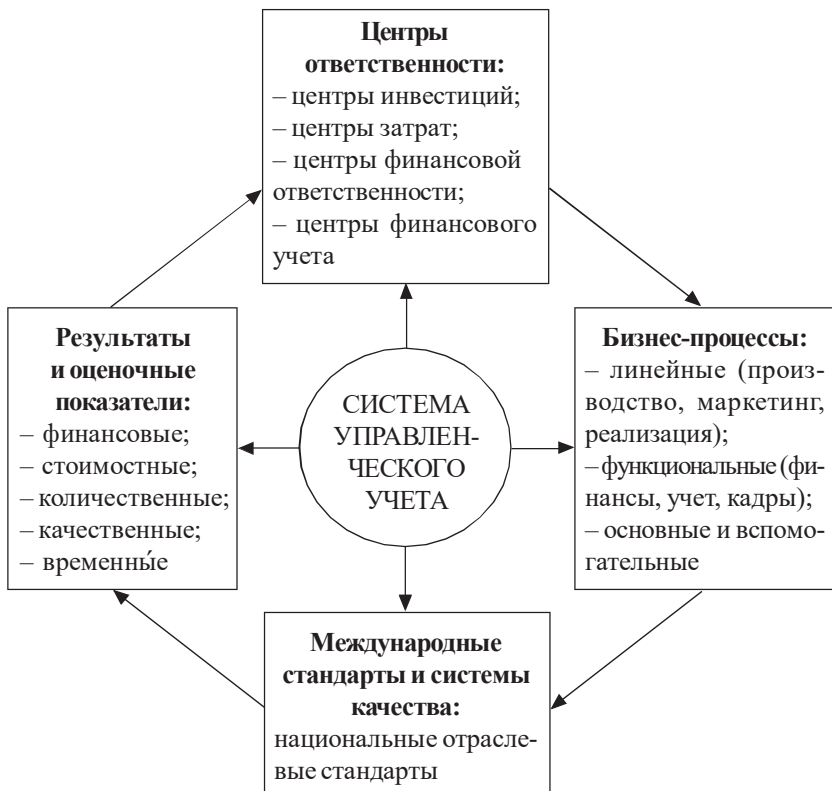 Центры
ответственности:
– центры инвестиций;
– центры затрат;
– центры финансовой
ответственности;
– центры финансового
учета
Результаты
и оценочные
показатели:
– финансовые;
– стоимостные;
– количественные;
– качественные;
– временны́е
СИСТЕМА
УПРАВЛЕН-
ЧЕСКОГО
УЧЕТА
Бизнес-процессы:
– линейные (произ-
водство, маркетинг,
реализация);
– функциональные (фи-
нансы, учет, кадры);
– основные и вспомо-
гательные
Международные
стандарты и системы
качества:
национальные отрасле-
вые стандарты